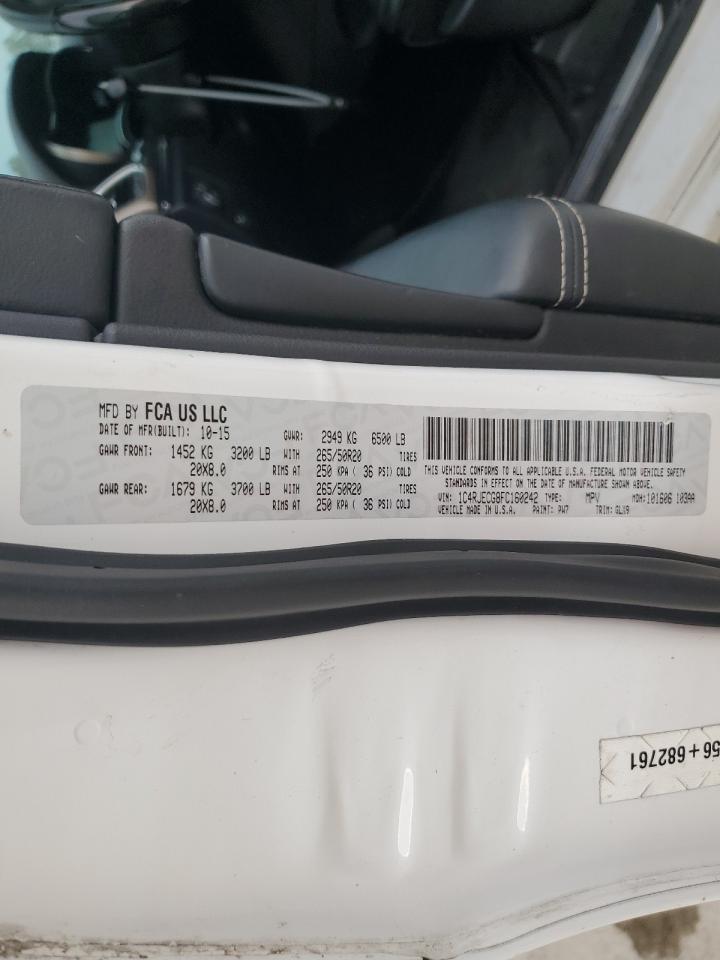 MFD BY FCA US LLC
DATE OF MFR(BUILT): 10-15 GVWR: 2949 KG 6500 LB
GAWR FRONT: 1452 KG 3200 LB WITH 265/50R20 TIRES
20X8.0 RIMS AT 250 KPA ( 36 PSI) COLD
GAWR REAR: 1679 KG 3700 LB WITH 265/50R20 TIRES
20X8.0 RIMS AT 250 KPA ( 36 PSI) COLD
THIS VEHICLE CONFORMS TO ALL APPLICABLE U.S.A. FEDERAL MOTOR VEHICLE SAFETY
STANDARDS IN EFFECT ON THE DATE OF MANUFACTURE SHOWN ABOVE.
VIN: 1C4RJECG8FC160242 TYPE: MPV MDH:101606 103AA
VEHICLE MADE IN U.S.A. PAINT: PW7 TRIM: GLX9
56+682761